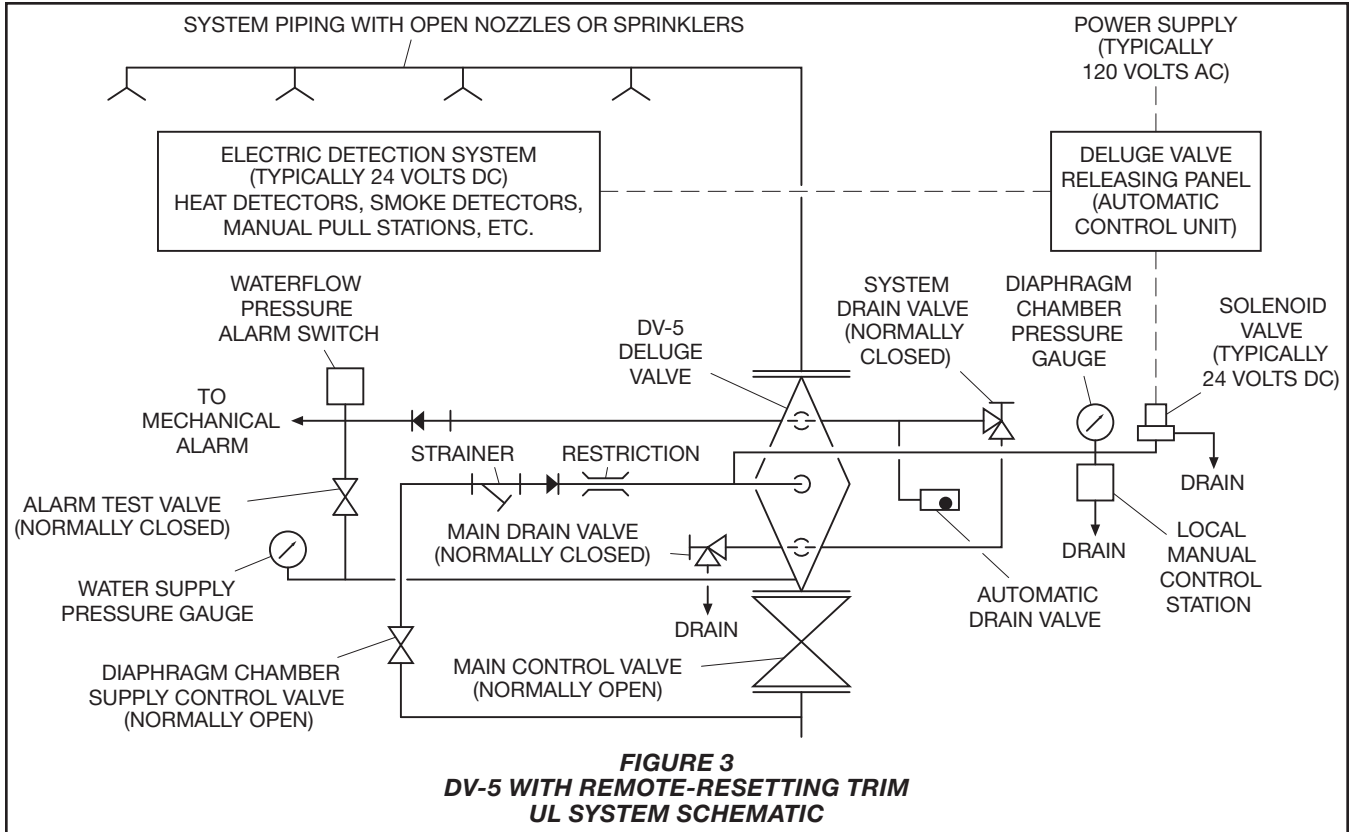 SYSTEM PIPING WITH OPEN NOZZLES OR SPRINKLERS
POWER SUPPLY
(TYPICALLY
120 VOLTS AC)
ELECTRIC DETECTION SYSTEM
(TYPICALLY 24 VOLTS DC)
HEAT DETECTORS, SMOKE DETECTORS,
MANUAL PULL STATIONS, ETC.
DELUGE VALVE
RELEASING PANEL
(AUTOMATIC
CONTROL UNIT)
WATERFLOW
PRESSURE
ALARM SWITCH
DV-5
DELUGE
VALVE
SYSTEM
DRAIN VALVE
(NORMALLY
CLOSED)
DIAPHRAGM
CHAMBER
PRESSURE
GAUGE
SOLENOID
VALVE
(TYPICALLY
24 VOLTS DC)
TO
MECHANICAL
ALARM
STRAINER
RESTRICTION
DRAIN
ALARM TEST VALVE
(NORMALLY CLOSED)
MAIN DRAIN VALVE
(NORMALLY CLOSED)
DRAIN
LOCAL
MANUAL
CONTROL
STATION
WATER SUPPLY
PRESSURE GAUGE
DRAIN
AUTOMATIC
DRAIN VALVE
DIAPHRAGM CHAMBER
SUPPLY CONTROL VALVE
(NORMALLY OPEN)
MAIN CONTROL VALVE
(NORMALLY OPEN)
FIGURE 3
DV-5 WITH REMOTE-RESETTING TRIM
UL SYSTEM SCHEMATIC